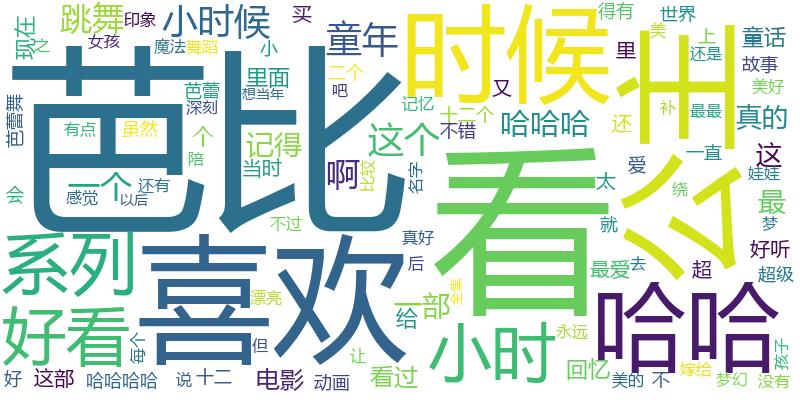 跳舞
印象
小时候
买
时候
得有
世界
现在
之
女孩
魔法
舞蹈
小
童年
美
上
还是
童话
芭比
里面
二个
里
故事
芭蕾
想当年
吧
又
主
美好
芭蕾舞
深刻
记忆
十二个
补
最最
真的
有点
虽然
个
记得
这个
不错
哈哈哈
还
陪
当时
啊
比较
名字
看
爱
一直
这
会
一个
还有
感觉
以后
太
公
娃娃
最
不过
就
绕
梦
系列
喜欢
真好
后
最爱
去
超
好听
超级
漂亮
一部
全集
哈哈
好看
每个
但
给
小时
永远
孩子
好
这部
哈哈哈哈
说
十二
电影
让
动画
看过
回忆
美的
不
嫁给
梦幻
没有